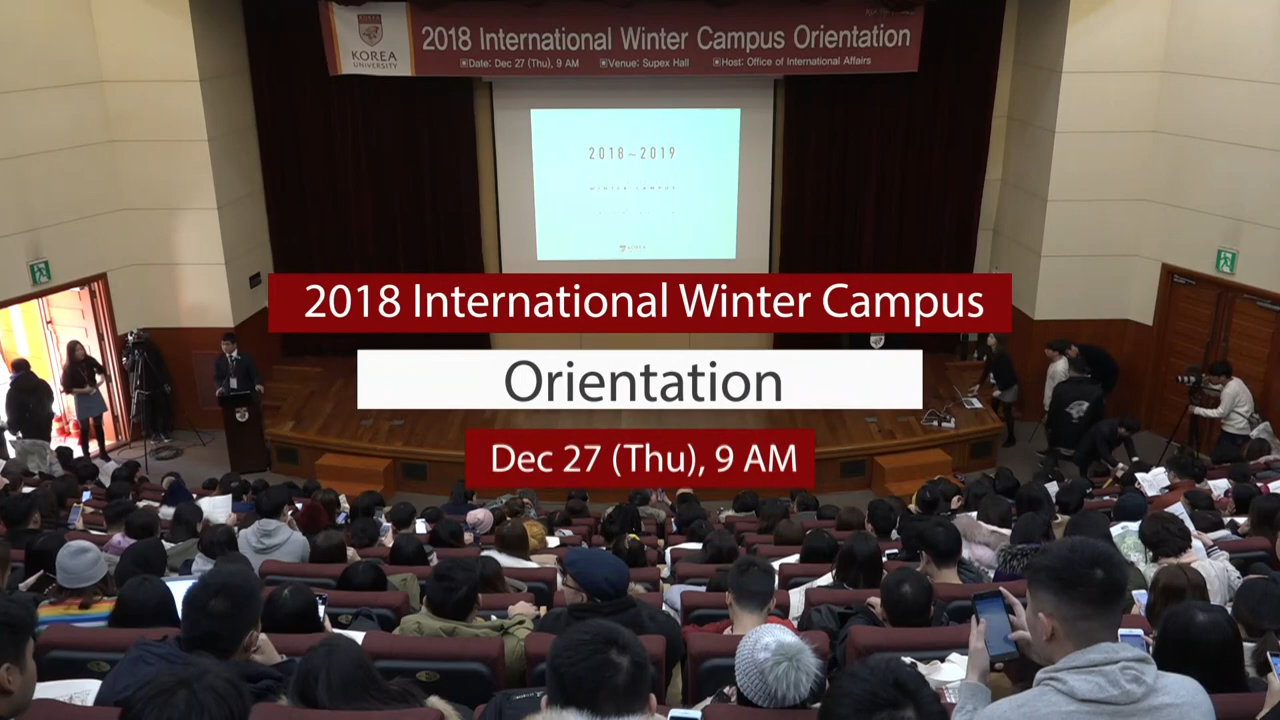 KOREA
UNIVERSITY
2018 International Winter Campus Orientation
▣Date: Dec 27 (Thu), 9 AM ▣Venue: Supex Hall ▣Host: Office of International Affairs
2018~2019
WINTER CAMPUS
KOREA
2018 International Winter Campus
Orientation
Dec 27 (Thu), 9 AM